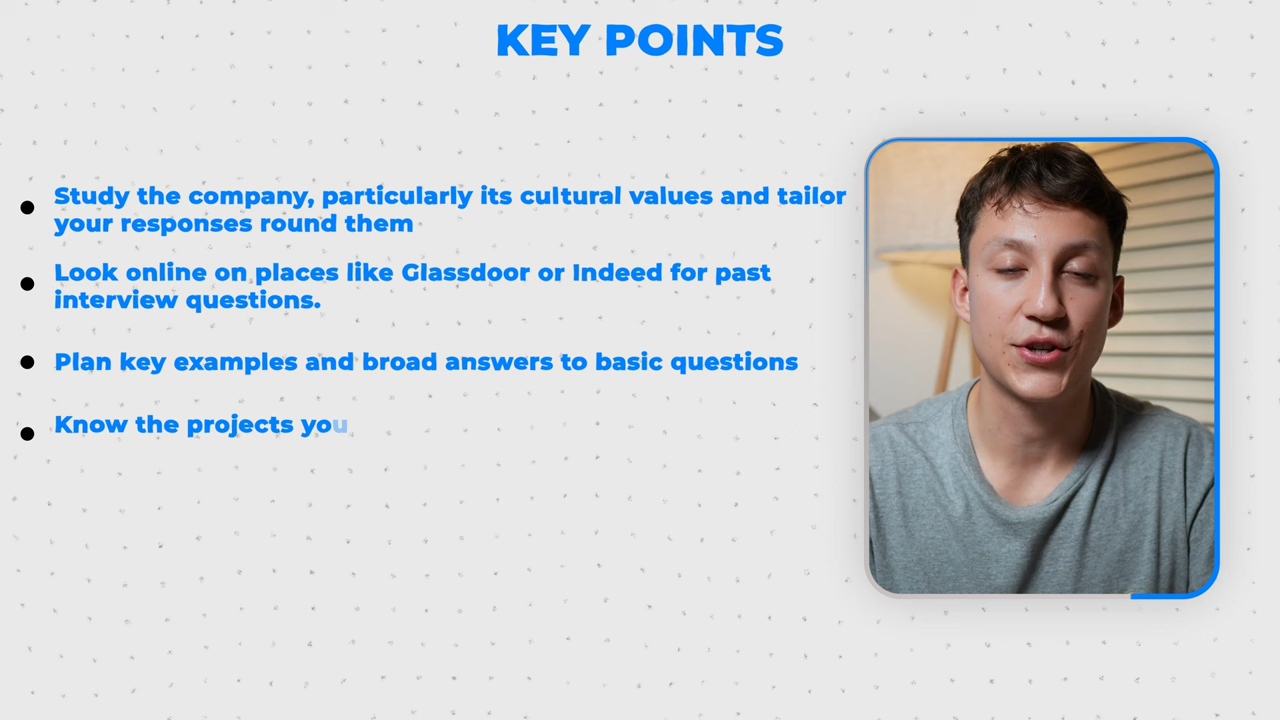 KEY POINTS
Study the company, particularly its cultural values and tailor
your responses round them
Look online on places like Glassdoor or Indeed for past
interview questions.
Plan key examples and broad answers to basic questions
Know the projects you